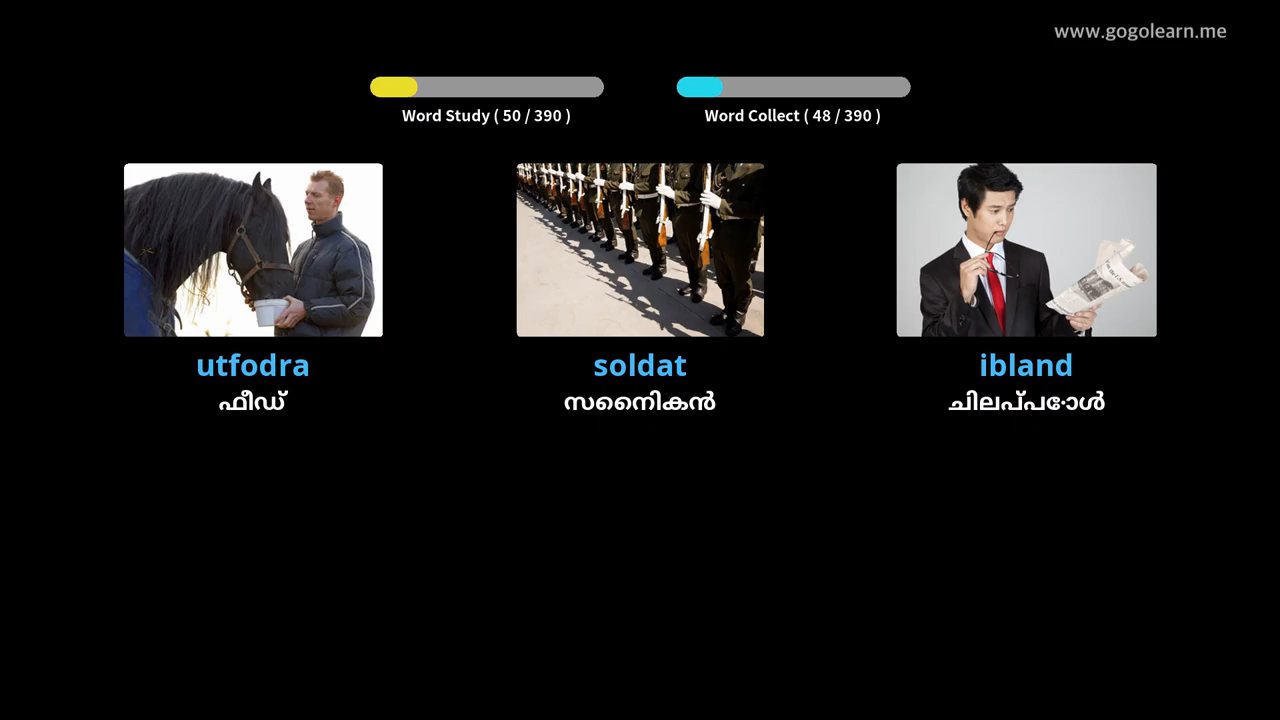 www.gogolearn.me
Word Study ( 50 / 390 )
Word Collect ( 48 / 390 )
utfodra
ഫീഡ്
soldat
സൈനികൻ
ibland
ചിലപ്പോൾ